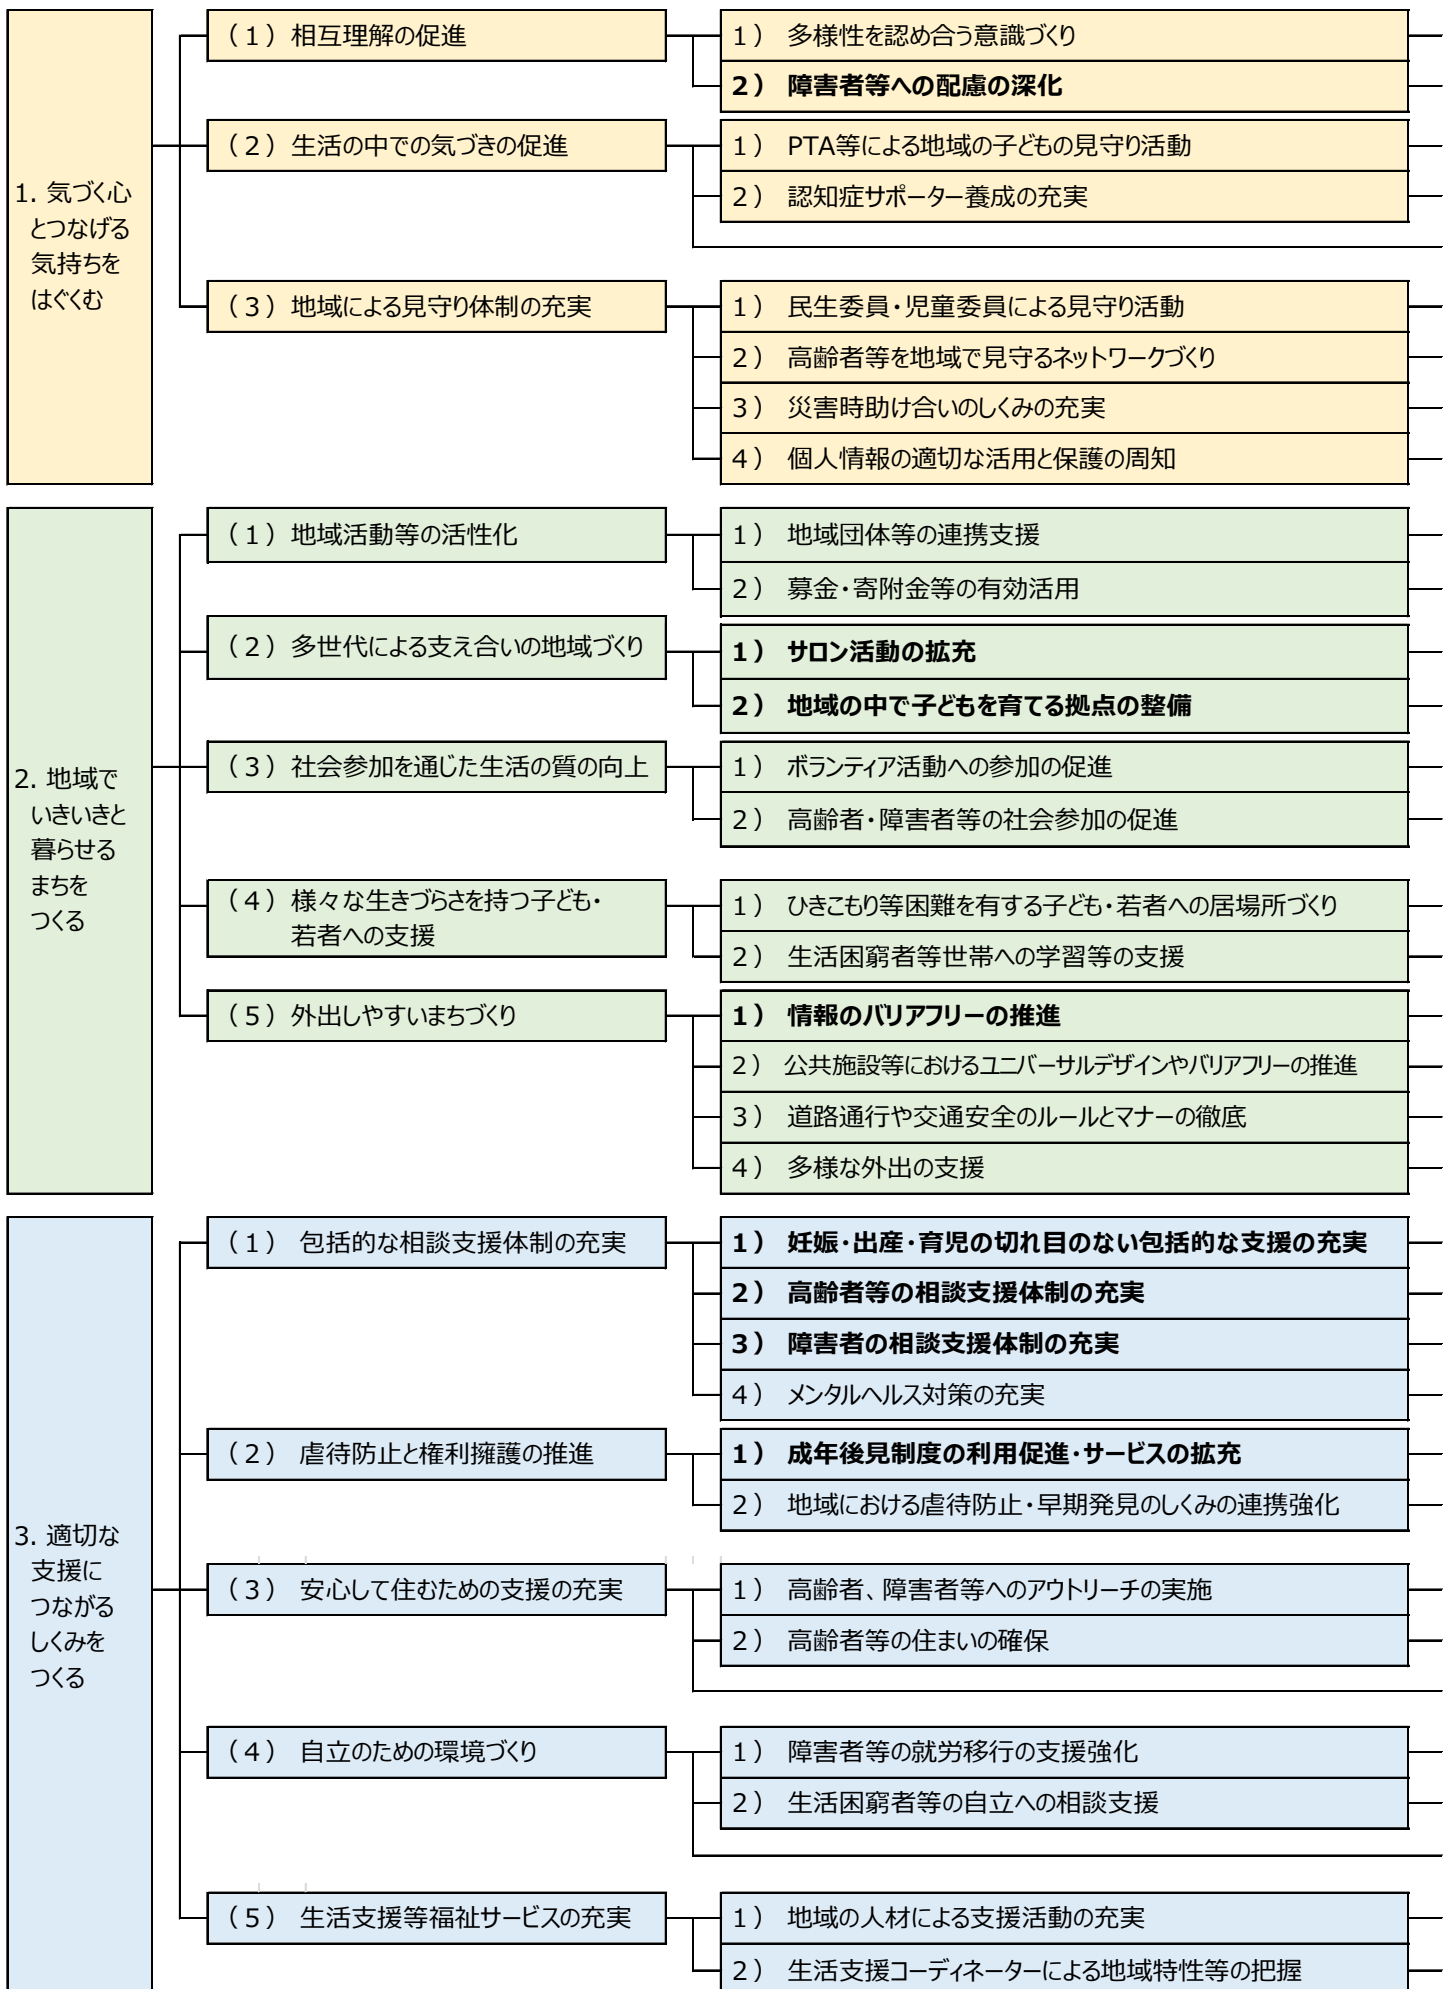 1. 気づく心
とつなげる
気持ちを
はぐくむ
（１）相互理解の促進
１） 多様性を認め合う意識づくり
２） 障害者等への配慮の深化
（２）生活の中での気づきの促進
１） PTA等による地域の子どもの見守り活動
２） 認知症サポーター養成の充実
（３）地域による見守り体制の充実
１） 民生委員・児童委員による見守り活動
２） 高齢者等を地域で見守るネットワークづくり
３） 災害時助け合いのしくみの充実
４） 個人情報の適切な活用と保護の周知
2. 地域で
いきいきと
暮らせる
まちを
つくる
（１）地域活動等の活性化
１） 地域団体等の連携支援
２） 募金・寄附金等の有効活用
（２）多世代による支え合いの地域づくり
１） サロン活動の拡充
２） 地域の中で子どもを育てる拠点の整備
（３）社会参加を通じた生活の質の向上
１） ボランティア活動への参加の促進
２） 高齢者・障害者等の社会参加の促進
（４）様々な生きづらさを持つ子ども・
若者への支援
１） ひきこもり等困難を有する子ども・若者への居場所づくり
２） 生活困窮者等世帯への学習等の支援
（５）外出しやすいまちづくり
１） 情報のバリアフリーの推進
２） 公共施設等におけるユニバーサルデザインやバリアフリーの推進
３） 道路通行や交通安全のルールとマナーの徹底
４） 多様な外出の支援
3. 適切な
支援に
つながる
しくみを
つくる
（１） 包括的な相談支援体制の充実
１） 妊娠・出産・育児の切れ目のない包括的な支援の充実
２） 高齢者等の相談支援体制の充実
３） 障害者の相談支援体制の充実
４） メンタルヘルス対策の充実
（２） 虐待防止と権利擁護の推進
１） 成年後見制度の利用促進・サービスの拡充
２） 地域における虐待防止・早期発見のしくみの連携強化
（３） 安心して住むための支援の充実
１） 高齢者、障害者等へのアウトリーチの実施
２） 高齢者等の住まいの確保
（４） 自立のための環境づくり
１） 障害者等の就労移行の支援強化
２） 生活困窮者等の自立への相談支援
（５） 生活支援等福祉サービスの充実
１） 地域の人材による支援活動の充実
２） 生活支援コーディネーターによる地域特性等の把握